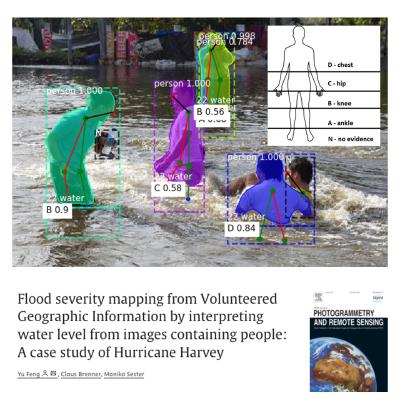 person 0.998
person 0.784
person 1.000
person 1.000
person 1.000
22 water
B 0.56
N
22 water
C 0.58
22 water
B 0.9
22 water
D 0.84
D - chest
C - hip
B - knee
A - ankle
N - no evidence
Flood severity mapping from Volunteered
Geographic Information by interpreting
water level from images containing people:
A case study of Hurricane Harvey
Yu Feng, Claus Brenner, Monika Sester
PHOTOGRAMMETRY
AND REMOTE SENSING